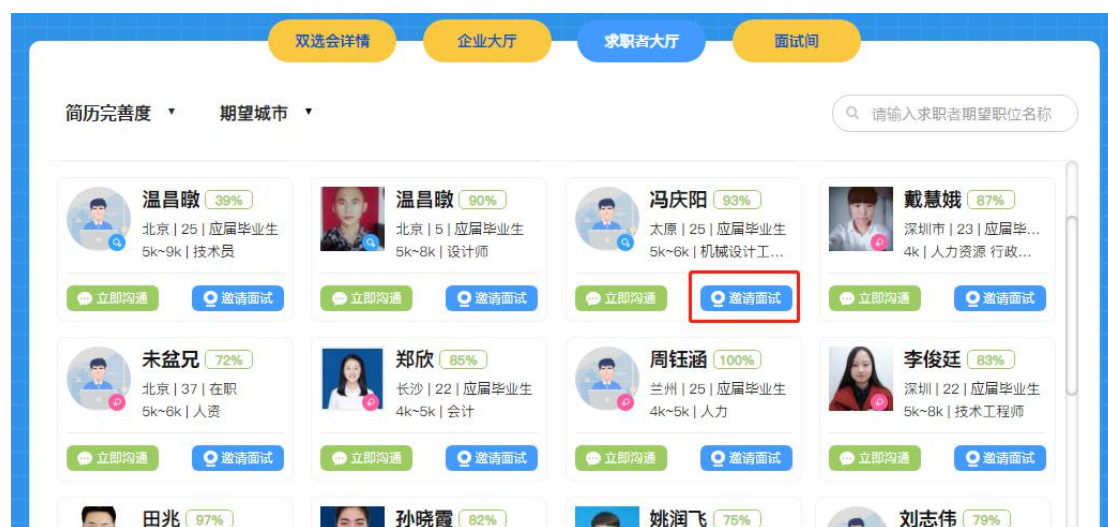 双选会详情 企业大厅 求职者大厅 面试间
简历完善度 期望城市 请输入求职者期望职位名称
温昌暾 39% 温昌暾 90% 冯庆阳 93% 戴慧娥 87%
北京 | 25 | 应届毕业生 北京 | 5 | 应届毕业生 太原 | 25 | 应届毕业生 深圳市 | 23 | 应届毕...
5k~9k | 技术员 5k~8k | 设计师 5k~6k | 机械设计工... 4k | 人力资源 行政...
立即沟通 邀请面试 立即沟通 邀请面试 立即沟通 邀请面试 立即沟通 邀请面试
未盆兄 72% 郑欣 85% 周钰涵 100% 李俊廷 83%
北京 | 37 | 在职 长沙 | 22 | 应届毕业生 兰州 | 25 | 应届毕业生 深圳 | 22 | 应届毕业生
5k~6k | 人资 4k~5k | 会计 4k~5k | 人力 5k~8k | 技术工程师
立即沟通 邀请面试 立即沟通 邀请面试 立即沟通 邀请面试 立即沟通 邀请面试
田兆 97% 孙晓霞 82% 姚润飞 75% 刘志伟 79%